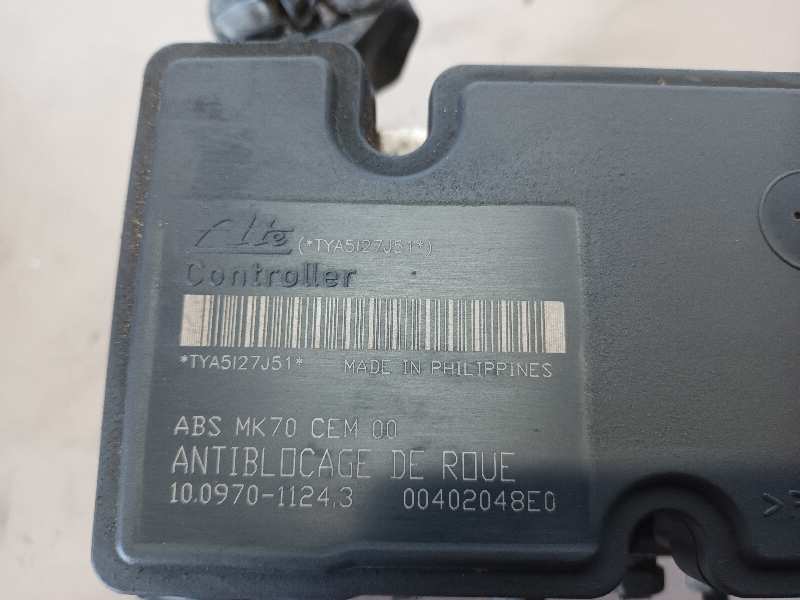 Ate (*TYA5I27J51*)
Controller
*TYA5I27J51* MADE IN PHILIPPINES
ABS MK70 CEM 00
ANTIBLOCAGE DE ROUE
10.0970-1124.3 00402048E0